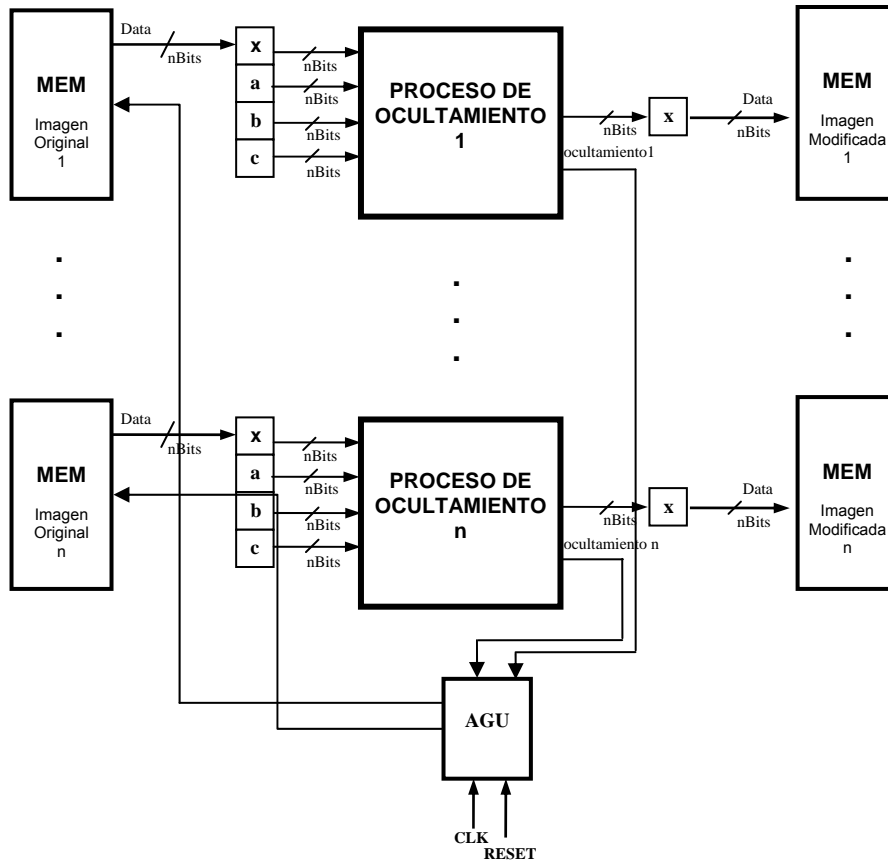 Data
nBits
MEM
Imagen
Original
1
x
a
b
c
nBits
nBits
nBits
nBits
PROCESO DE
OCULTAMIENTO
1
nBits
ocultamiento1
x
Data
nBits
MEM
Imagen
Modificada
1
.
.
.
.
.
.
.
.
.
Data
nBits
MEM
Imagen
Original
n
x
a
b
c
nBits
nBits
nBits
nBits
PROCESO DE
OCULTAMIENTO
n
nBits
ocultamiento n
x
Data
nBits
MEM
Imagen
Modificada
n
AGU
CLK
RESET